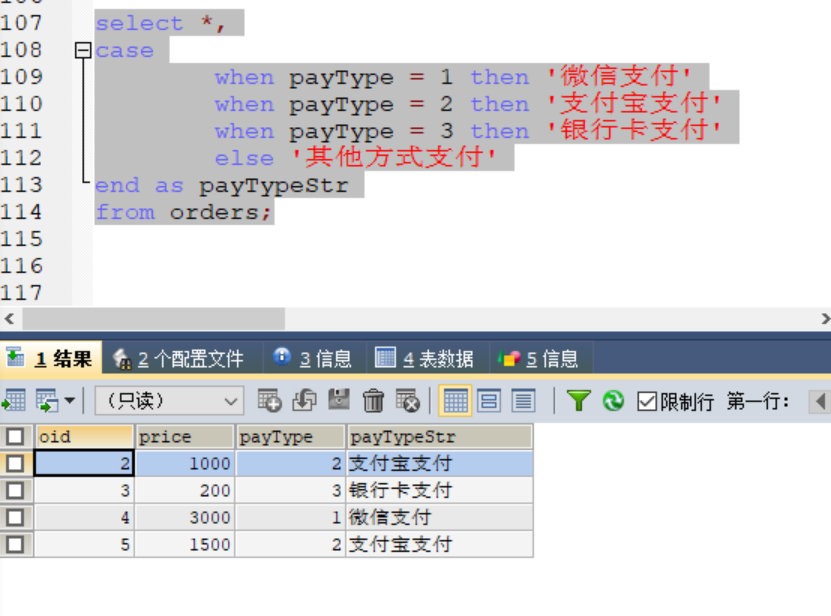 107 select *,
108 case
109 when payType = 1 then '微信支付'
110 when payType = 2 then '支付宝支付'
111 when payType = 3 then '银行卡支付'
112 else '其他方式支付'
113 end as payTypeStr
114 from orders;
115
116
117
1 结果 2 个配置文件 3 信息 4 表数据 5 信息
（只读） 限制行 第一行：
oid price payType payTypeStr
2 1000 2 支付宝支付
3 200 3 银行卡支付
4 3000 1 微信支付
5 1500 2 支付宝支付